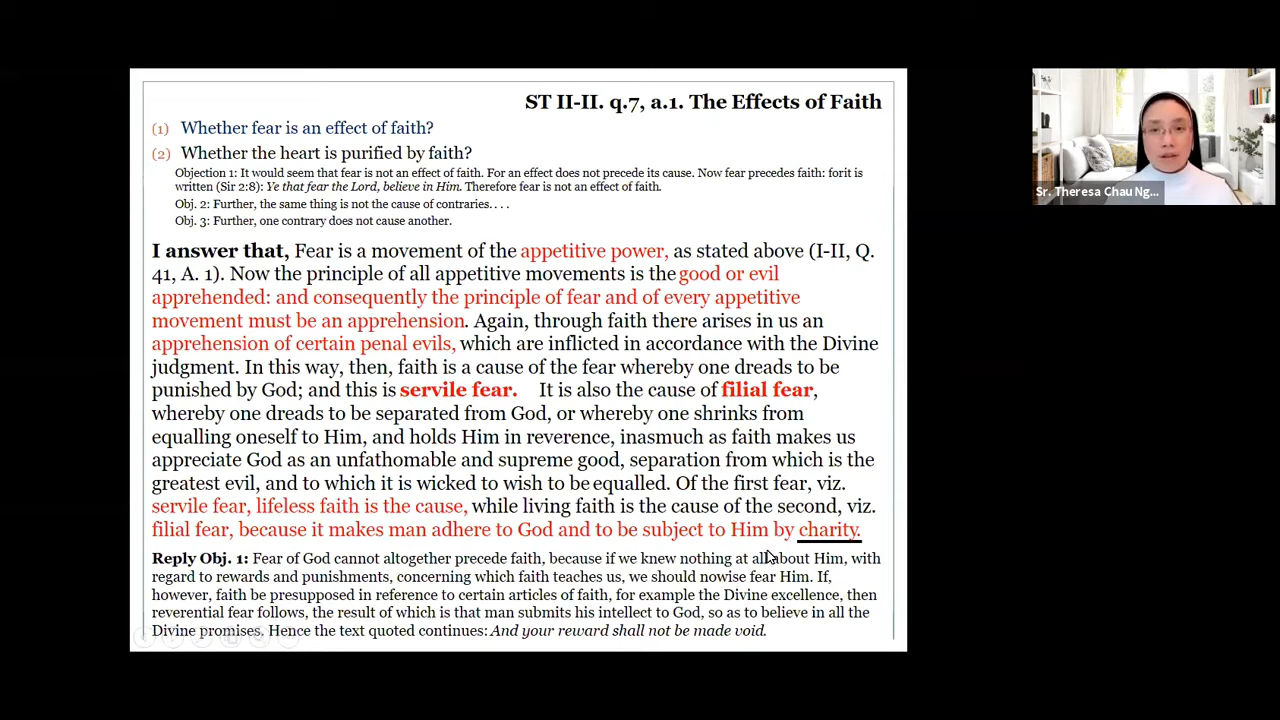 ST II-II. q.7, a.1. The Effects of Faith
(1) Whether fear is an effect of faith?
(2) Whether the heart is purified by faith?
Objection 1: It would seem that fear is not an effect of faith. For an effect does not precede its cause. Now fear precedes faith: forit is
written (Sir 2:8): Ye that fear the Lord, believe in Him. Therefore fear is not an effect of faith.
Obj. 2: Further, the same thing is not the cause of contraries. . . .
Obj. 3: Further, one contrary does not cause another.
I answer that, Fear is a movement of the appetitive power, as stated above (I-II, Q.
41, A. 1). Now the principle of all appetitive movements is the good or evil
apprehended: and consequently the principle of fear and of every appetitive
movement must be an apprehension. Again, through faith there arises in us an
apprehension of certain penal evils, which are inflicted in accordance with the Divine
judgment. In this way, then, faith is a cause of the fear whereby one dreads to be
punished by God; and this is servile fear. It is also the cause of filial fear,
whereby one dreads to be separated from God, or whereby one shrinks from
equalling oneself to Him, and holds Him in reverence, inasmuch as faith makes us
appreciate God as an unfathomable and supreme good, separation from which is the
greatest evil, and to which it is wicked to wish to be equalled. Of the first fear, viz.
servile fear, lifeless faith is the cause, while living faith is the cause of the second, viz.
filial fear, because it makes man adhere to God and to be subject to Him by charity.
Reply Obj. 1: Fear of God cannot altogether precede faith, because if we knew nothing at all about Him, with
regard to rewards and punishments, concerning which faith teaches us, we should nowise fear Him. If,
however, faith be presupposed in reference to certain articles of faith, for example the Divine excellence, then
reverential fear follows, the result of which is that man submits his intellect to God, so as to believe in all the
Divine promises. Hence the text quoted continues: And your reward shall not be made void.
Sr. Theresa Chau Ng...